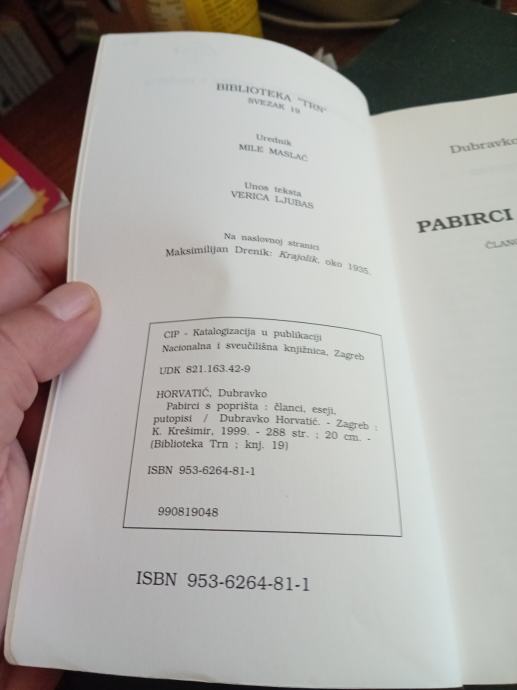 BIBLIOTEKA "TRN"
SVEZAK 19
Urednik
MILE MASLAĆ
Unos teksta
VERICA LJUBAS
Na naslovnoj stranici
Maksimilijan Drenik: Krajolik, oko 1935.
CIP - Katalogizacija u publikaciji
Nacionalna i sveučilišna knjižnica, Zagreb
UDK 821.163.42-9
HORVATIĆ, Dubravko
Pabirci s poprišta : članci, eseji,
putopisi / Dubravko Horvatić. - Zagreb :
K. Krešimir, 1999. - 288 str. ; 20 cm. -
(Biblioteka Trn ; knj. 19)
ISBN 953-6264-81-1
990819048
ISBN 953-6264-81-1
Dubravko
PABIRCI